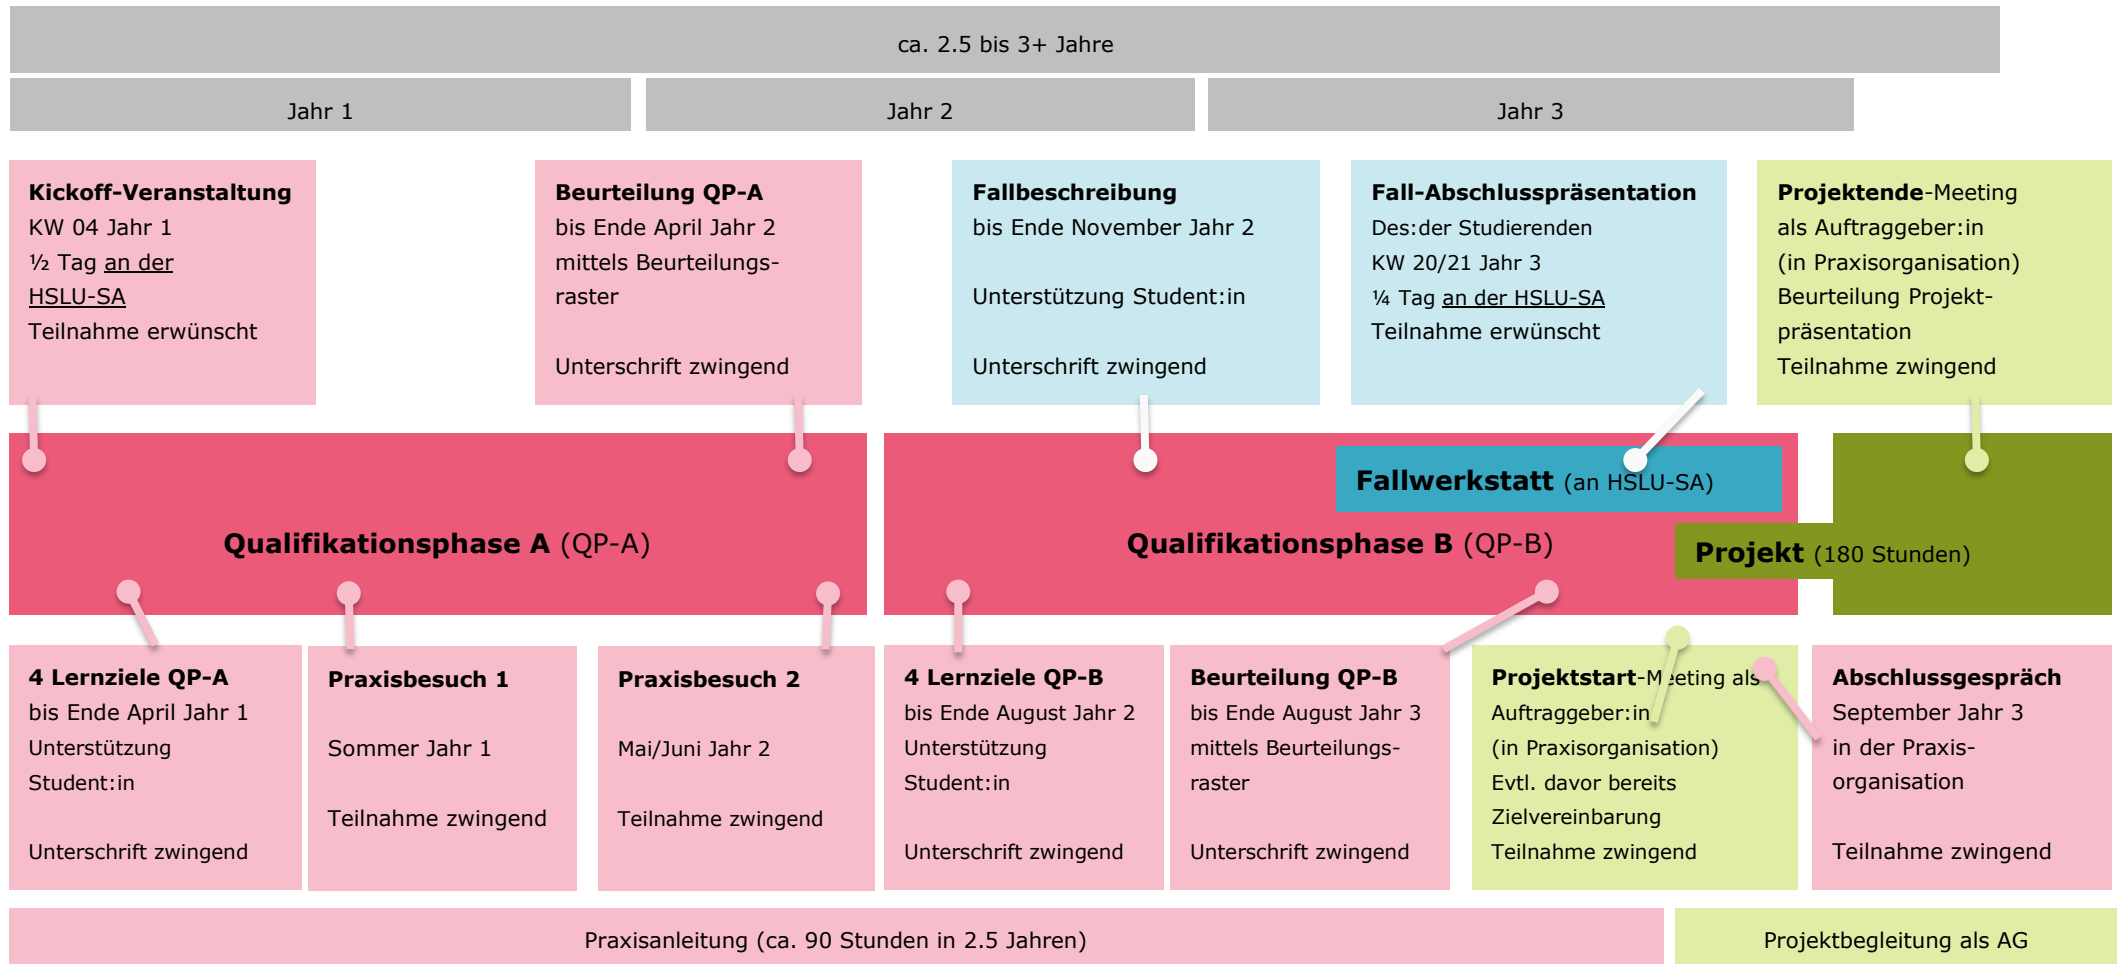 ca. 2.5 bis 3+ Jahre
Jahr 1
Jahr 2
Jahr 3
Kickoff-Veranstaltung
KW 04 Jahr 1
½ Tag an der
HSLU-SA
Teilnahme erwünscht
Beurteilung QP-A
bis Ende April Jahr 2
mittels Beurteilungs-
raster
Unterschrift zwingend
Fallbeschreibung
bis Ende November Jahr 2
Unterstützung Student:in
Unterschrift zwingend
Fall-Abschlusspräsentation
Des:der Studierenden
KW 20/21 Jahr 3
¼ Tag an der HSLU-SA
Teilnahme erwünscht
Projektende-Meeting
als Auftraggeber:in
(in Praxisorganisation)
Beurteilung Projekt-
präsentation
Teilnahme zwingend
Qualifikationsphase A (QP-A)
Qualifikationsphase B (QP-B)
Fallwerkstatt (an HSLU-SA)
Projekt (180 Stunden)
4 Lernziele QP-A
bis Ende April Jahr 1
Unterstützung
Student:in
Unterschrift zwingend
Praxisbesuch 1
Sommer Jahr 1
Teilnahme zwingend
Praxisbesuch 2
Mai/Juni Jahr 2
Teilnahme zwingend
4 Lernziele QP-B
bis Ende August Jahr 2
Unterstützung
Student:in
Unterschrift zwingend
Beurteilung QP-B
bis Ende August Jahr 3
mittels Beurteilungs-
raster
Unterschrift zwingend
Projektstart-Meeting als
Auftraggeber:in
(in Praxisorganisation)
Evtl. davor bereits
Zielvereinbarung
Teilnahme zwingend
Abschlussgespräch
September Jahr 3
in der Praxis-
organisation
Teilnahme zwingend
Praxisanleitung (ca. 90 Stunden in 2.5 Jahren)
Projektbegleitung als AG